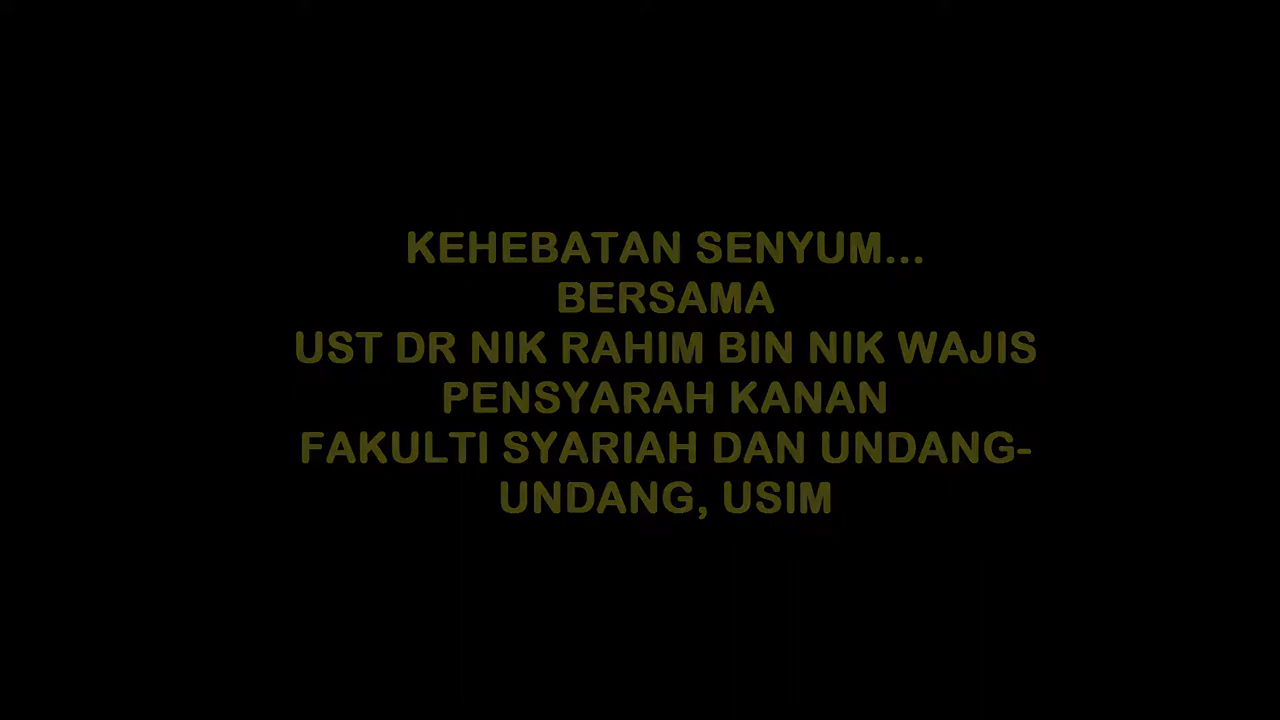 KEHEBATAN SENYUM...
BERSAMA
UST DR NIK RAHIM BIN NIK WAJIS
PENSYARAH KANAN
FAKULTI SYARIAH DAN UNDANG-
UNDANG, USIM